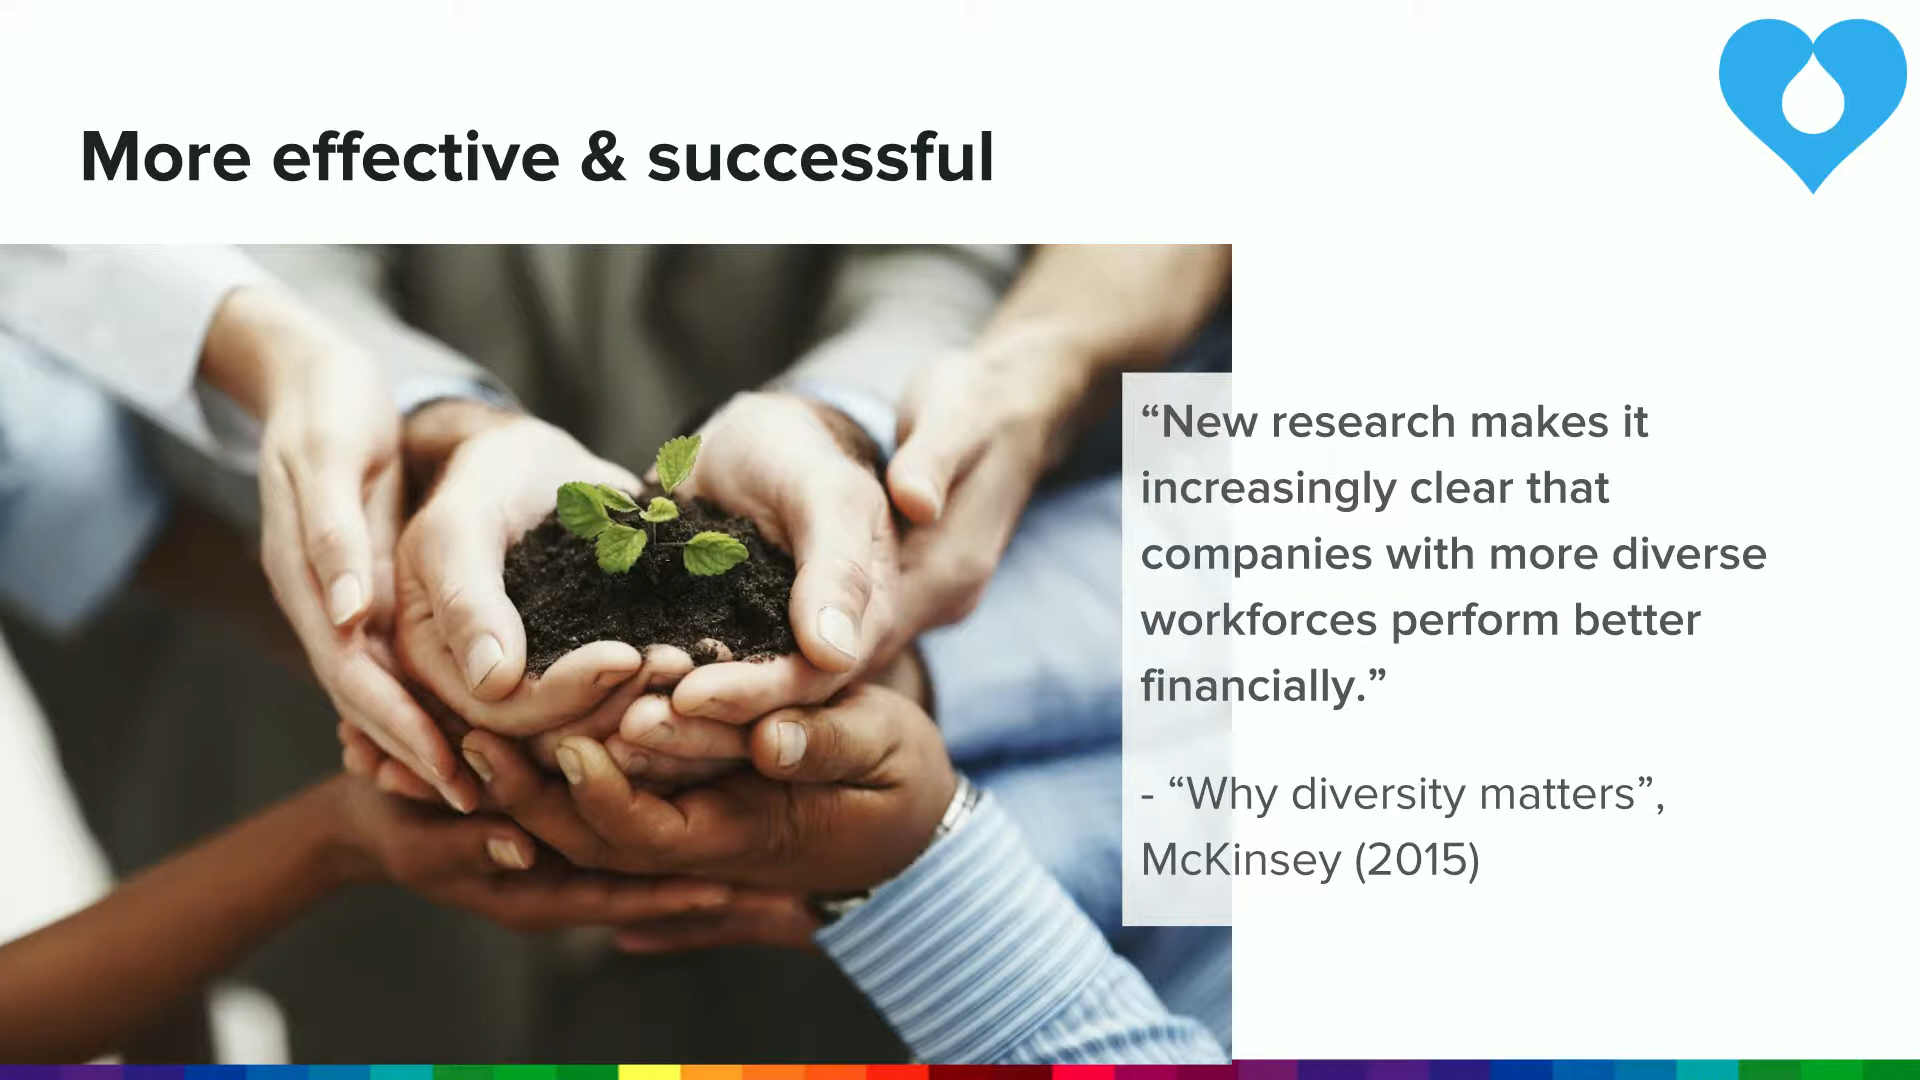 More effective & successful
“New research makes it
increasingly clear that
companies with more diverse
workforces perform better
financially.”
- “Why diversity matters”,
McKinsey (2015)